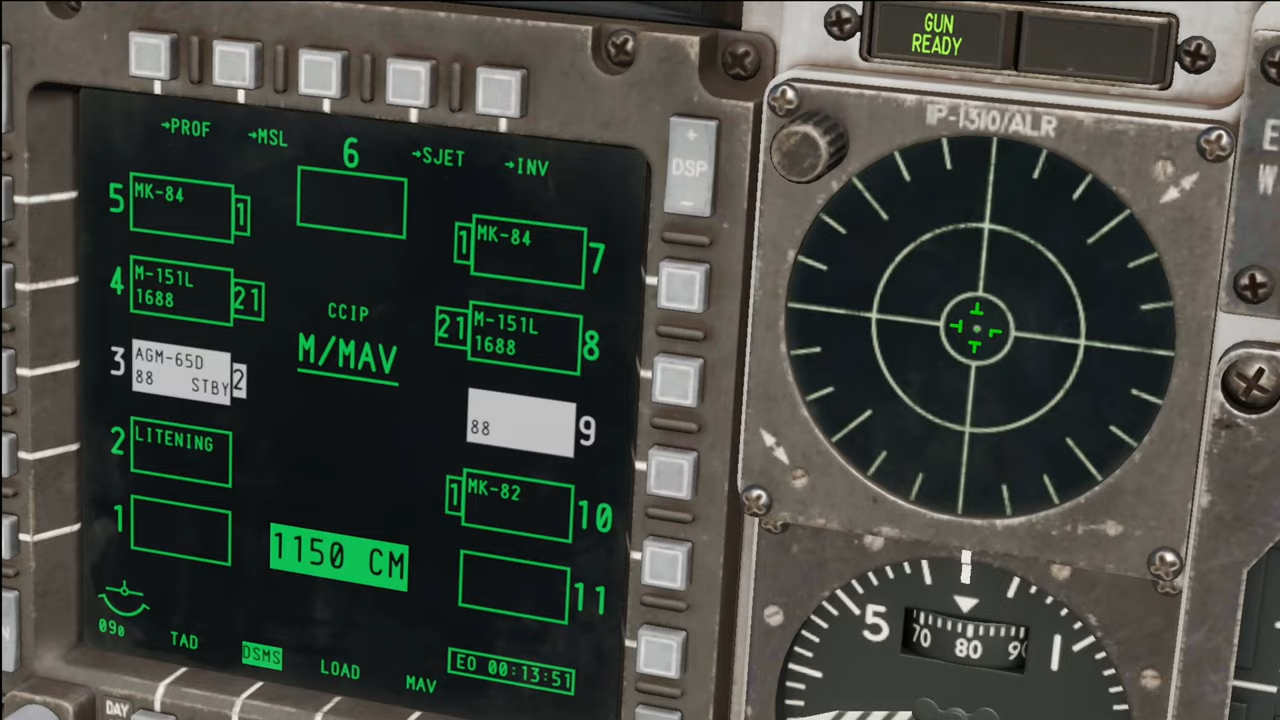 GUN
READY
IP-1310/ALR
→PROF
→MSL
6
→SJET
→INV
+
DSP
-
5
MK-84
1
1
MK-84
7
4
M-151L
1688
21
21
M-151L
1688
8
CCIP
M/MAV
3
AGM-65D
88 STBY
2
88
9
2
LITENING
1
MK-82
10
1
1150 CM
11
090
TAD
DSMS
LOAD
MAV
EO 00:13:51
DAY
5
70
80
1